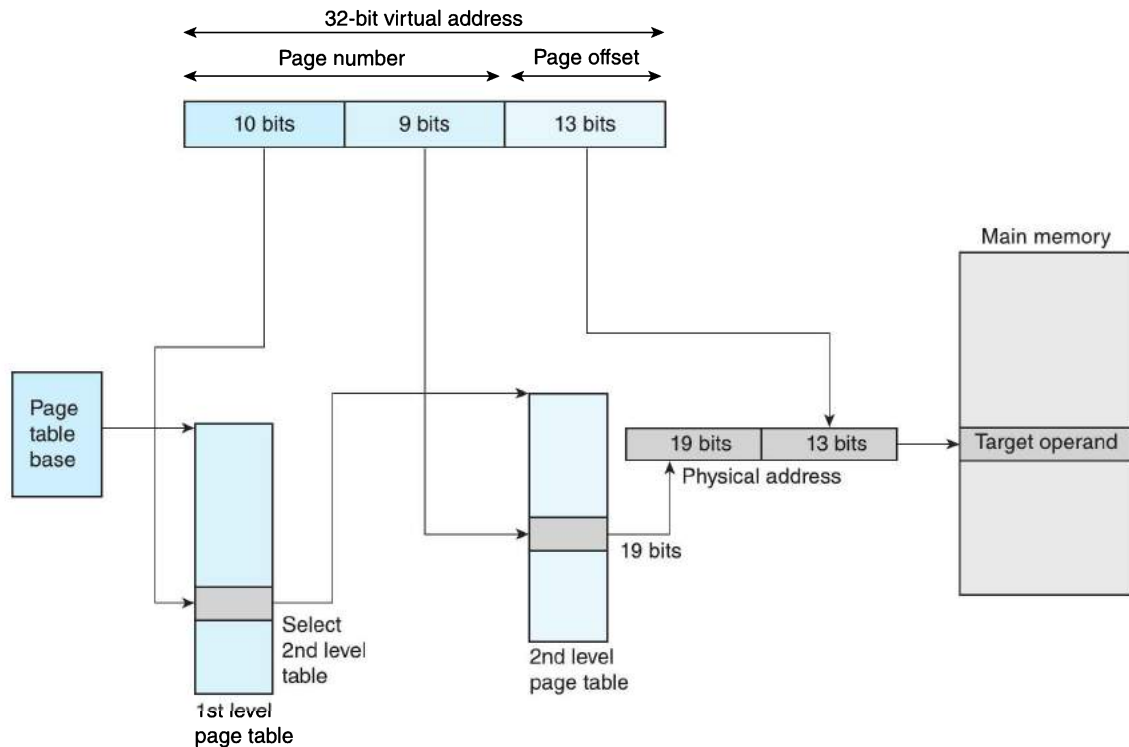 32-bit virtual address
Page number
Page offset
10 bits
9 bits
13 bits
Main memory
Page
table
base
19 bits
13 bits
Target operand
Physical address
19 bits
Select
2nd level
table
2nd level
page table
1st level
page table